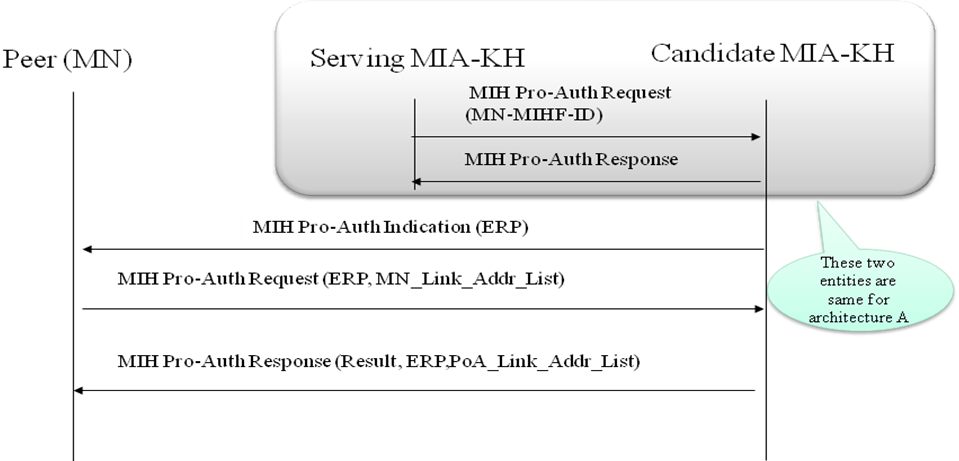 Peer (MN)
Serving MIA-KH
Candidate MIA-KH
MIH Pro-Auth Request
(MN-MIHF-ID)
MIH Pro-Auth Response
MIH Pro-Auth Indication (ERP)
MIH Pro-Auth Request (ERP, MN_Link_Addr_List)
These two
entities are
same for
architecture A
MIH Pro-Auth Response (Result, ERP,PoA_Link_Addr_List)